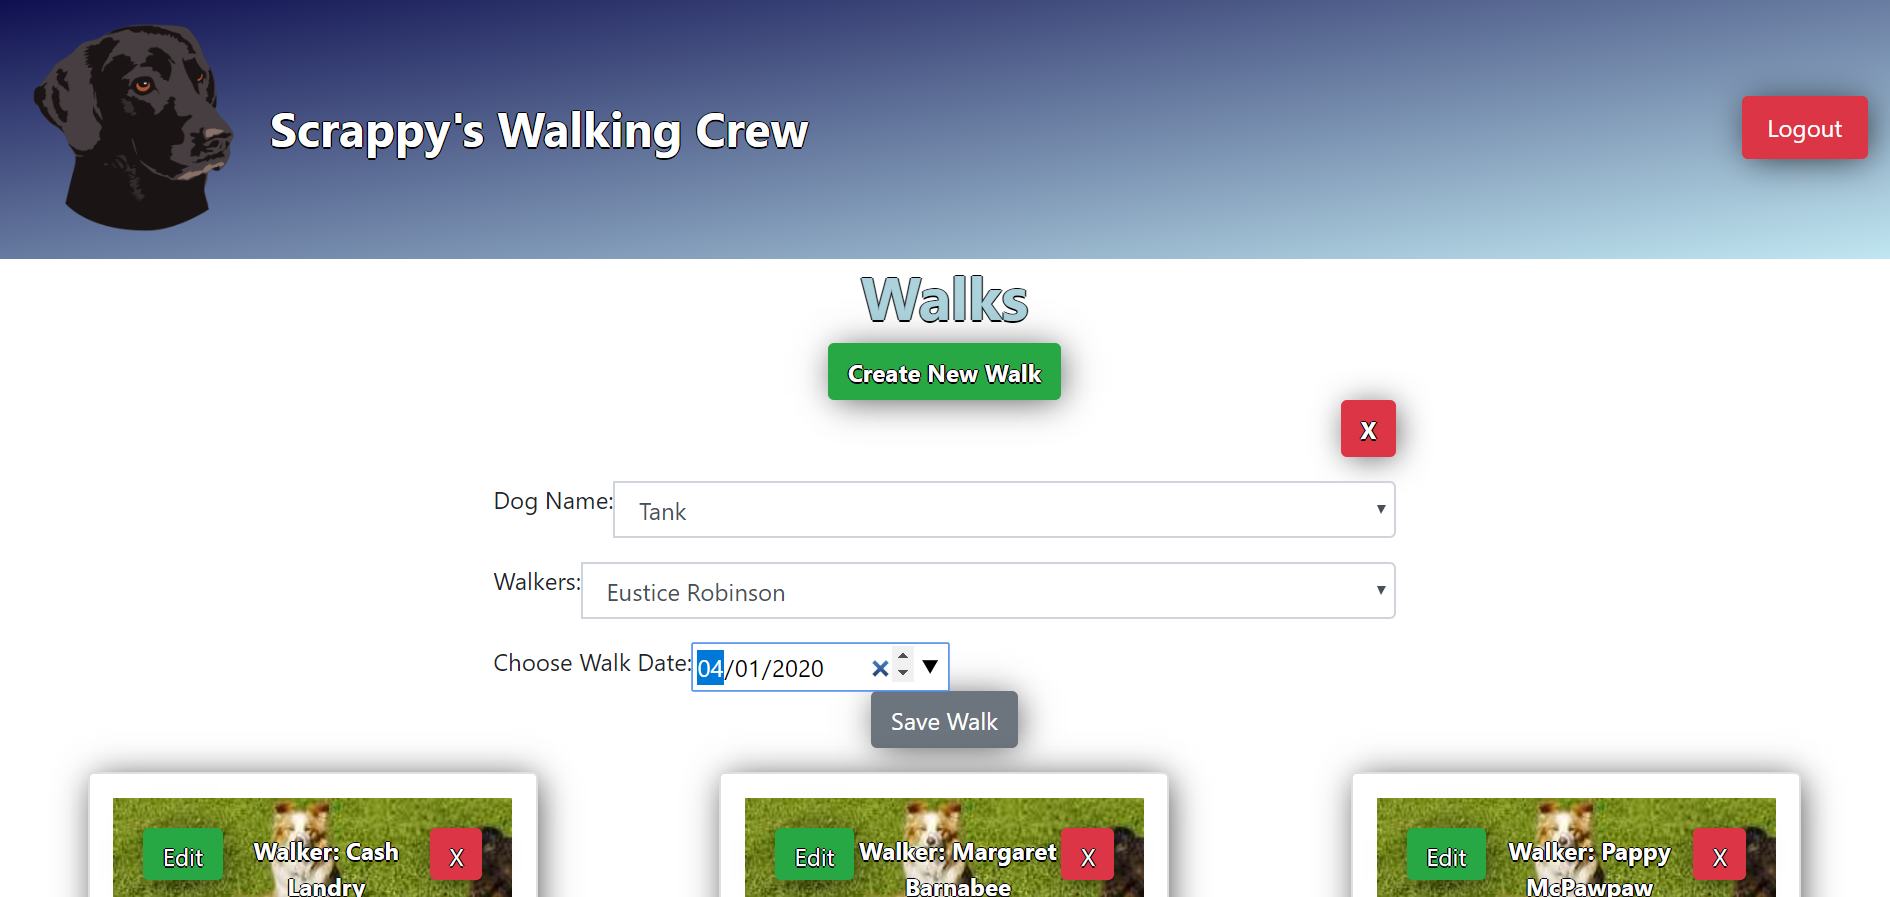 Scrappy's Walking Crew
Logout
Walks
Create New Walk
X
Dog Name: Tank
Walkers: Eustice Robinson
Choose Walk Date: 04/01/2020
Save Walk
Edit Walker: Cash X
Landry
Edit Walker: Margaret X
Barnabee
Edit Walker: Pappy X
McPawpaw